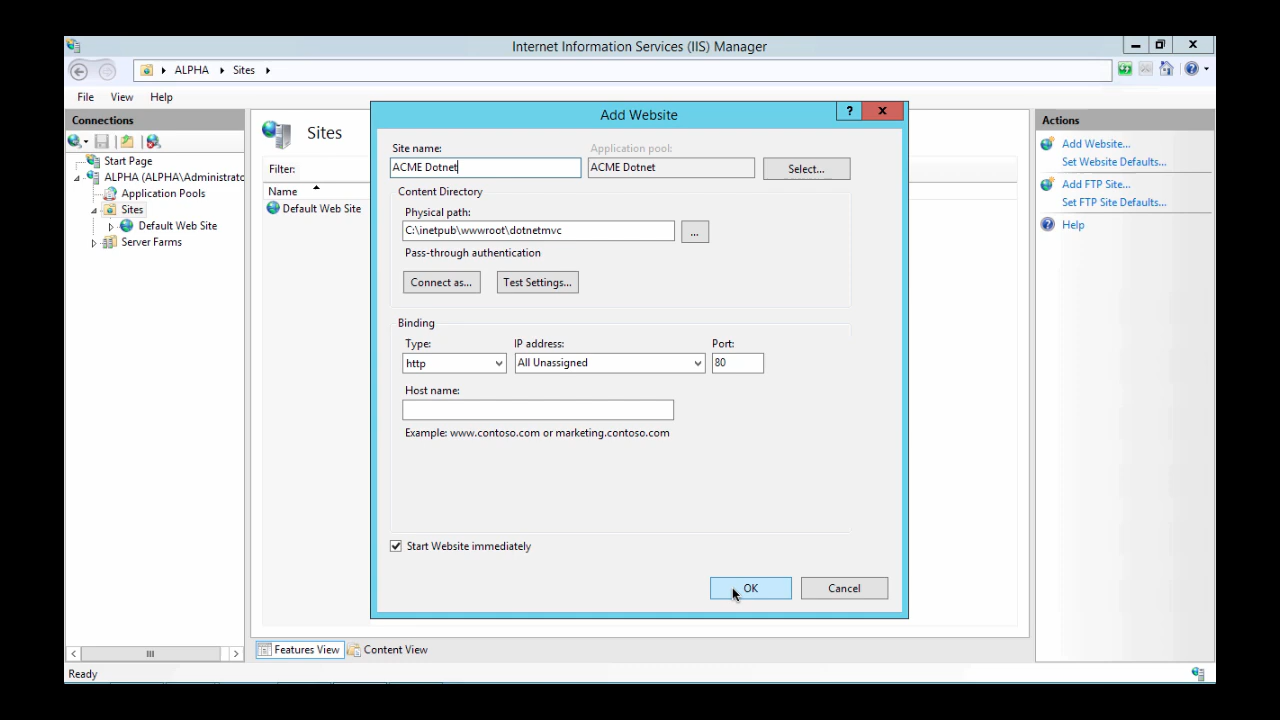 Internet Information Services (IIS) Manager
ALPHA
Sites
File View Help
Connections
Start Page
ALPHA (ALPHA\Administrato
Application Pools
Sites
Default Web Site
Server Farms
Sites
Filter:
Name
Default Web Site
Add Website
?
Site name:
Application pool:
ACME Dotnet
ACME Dotnet
Select...
Content Directory
Physical path:
C:\inetpub\wwwroot\dotnetmvc
...
Pass-through authentication
Connect as...
Test Settings...
Binding
Type:
IP address:
Port:
http
All Unassigned
80
Host name:
Example: www.contoso.com or marketing.contoso.com
Start Website immediately
OK
Cancel
Actions
Add Website...
Set Website Defaults...
Add FTP Site...
Set FTP Site Defaults...
Help
Features View
Content View
Ready